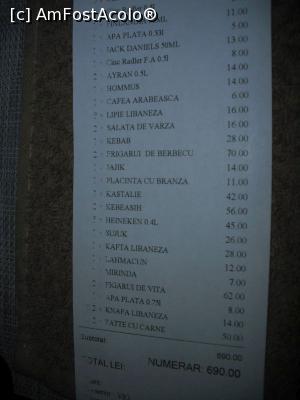 [c] AmFostAcolo®
11.00
5.00
APA PLATA 0.33l 13.00
JACK DANIELS 50ML 8.00
Ciuc Radler F.A 0.5l 14.00
AYRAN 0.5L 11.00
HOMMUS 14.00
CAFEA ARABEASCA 6.00
LIPIE LIBANEZA 16.00
SALATA DE VARZA 16.00
KEBAB 28.00
FRIGARUI DE BERBECU 70.00
JAJIK 14.00
PLACINTA CU BRANZA 11.00
KASTALIE 42.00
KEBEASIH 56.00
HEINEKEN 0.4L 45.00
SUJUK 26.00
KAFTA LIBANEZA 28.00
LAHMACUN 12.00
MIRINDA 7.00
FIGARUI DE VITA 62.00
APA PLATA 0.75l 8.00
KNAFA LIBANEZA 14.00
FATTE CU CARNE 50.00
Subtotal: 690.00
TOTAL LEI: NUMERAR: 690.00